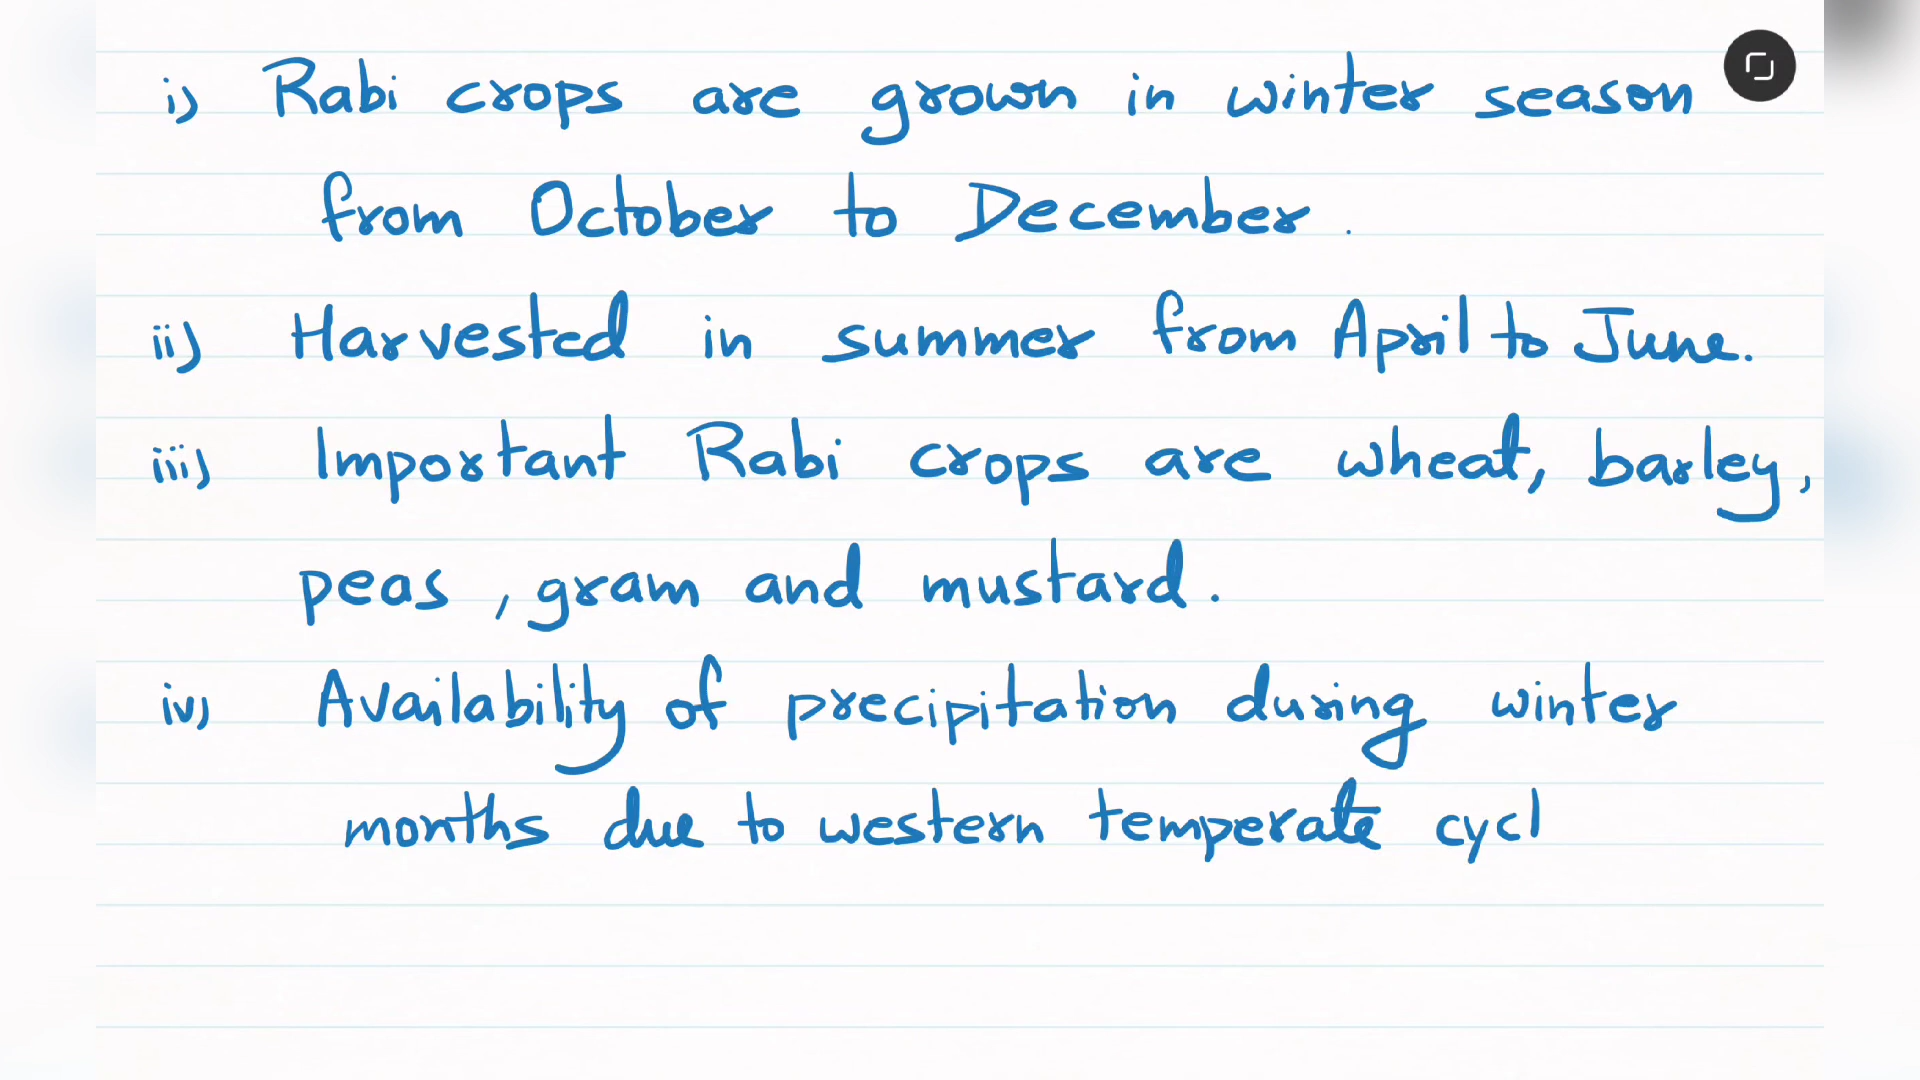 i) Rabi crops are grown in winter season
from October to December.
ii) Harvested in summer from April to June.
iii) Important Rabi crops are wheat, barley,
peas, gram and mustard.
iv) Availability of precipitation during winter
months due to western temperate cycl